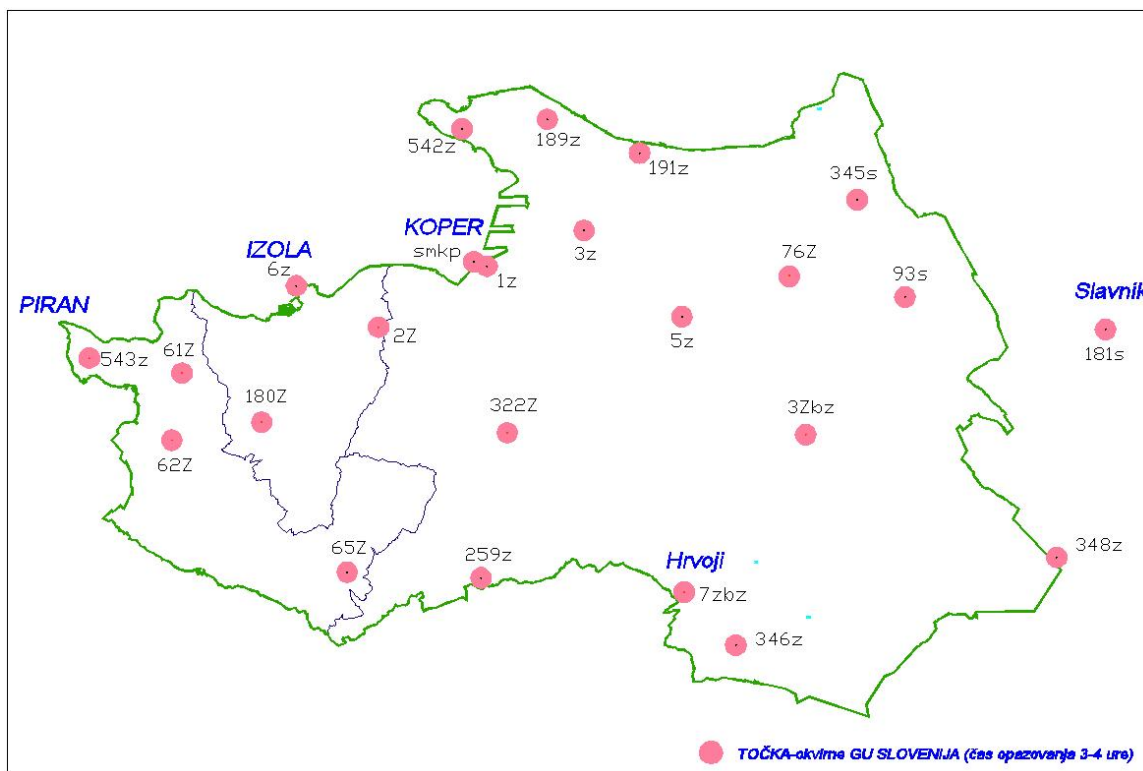 542z
189z
191z
345s
KOPER
smkp
1z
3z
76Z
93s
IZOLA
6z
Slavnik
181s
PIRAN
543z
61Z
2Z
5z
180Z
322Z
3Zbz
62Z
65Z
259z
Hrvoji
7zbz
348z
346z
TOČKA-okvirne GU SLOVENIJA (čas opazovanja 3-4 ure)